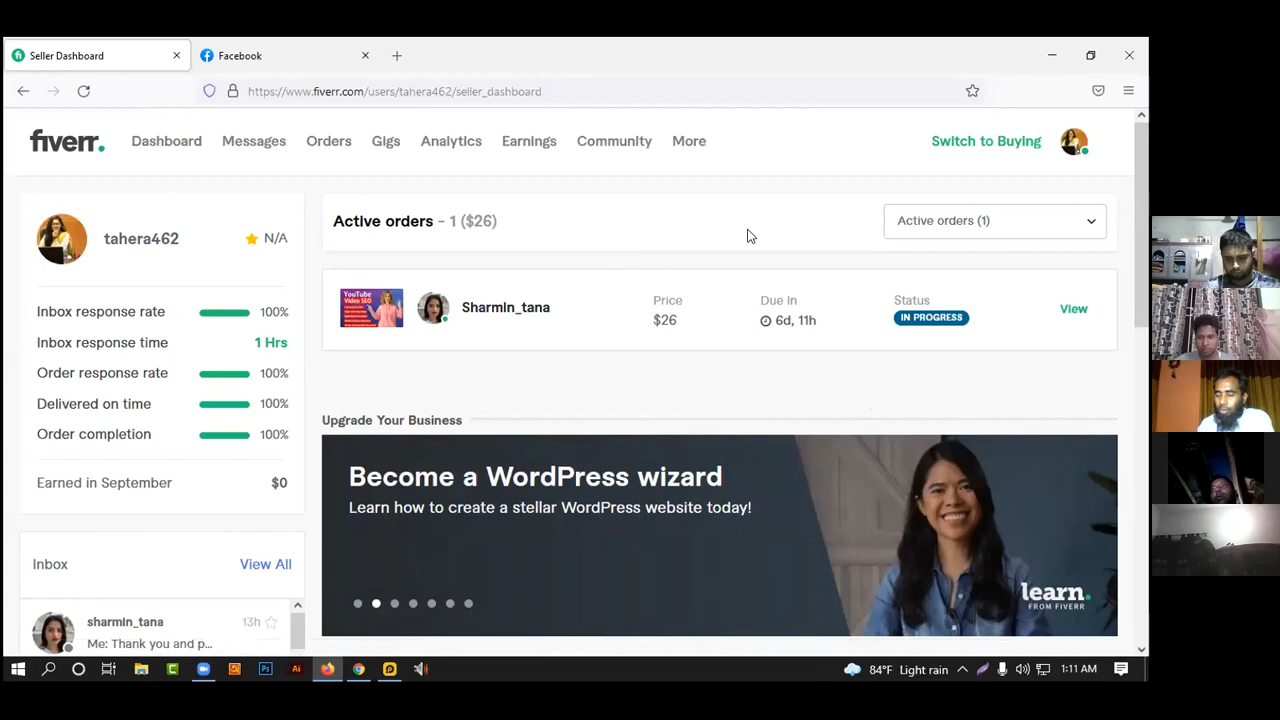 Seller Dashboard
Facebook
https://www.fiverr.com/users/tahera462/seller_dashboard
fiverr.
Dashboard
Messages
Orders
Gigs
Analytics
Earnings
Community
More
Switch to Buying
tahera462
N/A
Inbox response rate
100%
Inbox response time
1 Hrs
Order response rate
100%
Delivered on time
100%
Order completion
100%
Earned in September
$0
Inbox
View All
sharmin_tana
13h
Me: Thank you and p...
Active orders - 1 ($26)
Active orders (1)
YouTube
Video SEO
Sharmin_tana
Price
$26
Due In
6d, 11h
Status
IN PROGRESS
View
Upgrade Your Business
Become a WordPress wizard
Learn how to create a stellar WordPress website today!
learn.
FROM FIVERR
84°F Light rain
1:11 AM